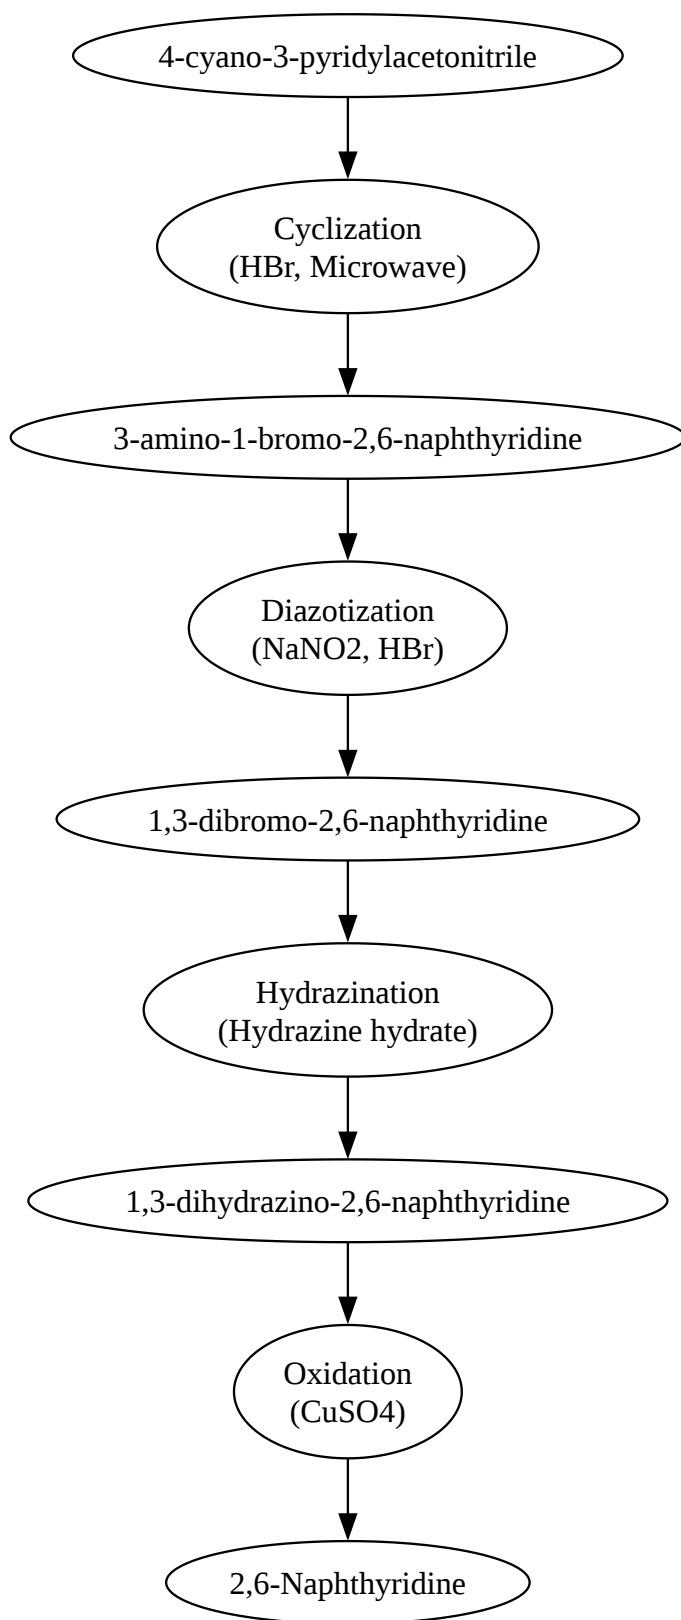 4-cyano-3-pyridylacetonitrile
Cyclization
(HBr, Microwave)
3-amino-1-bromo-2,6-naphthyridine
Diazotization
(NaNO2, HBr)
1,3-dibromo-2,6-naphthyridine
Hydrazination
(Hydrazine hydrate)
1,3-dihydrazino-2,6-naphthyridine
Oxidation
(CuSO4)
2,6-Naphthyridine